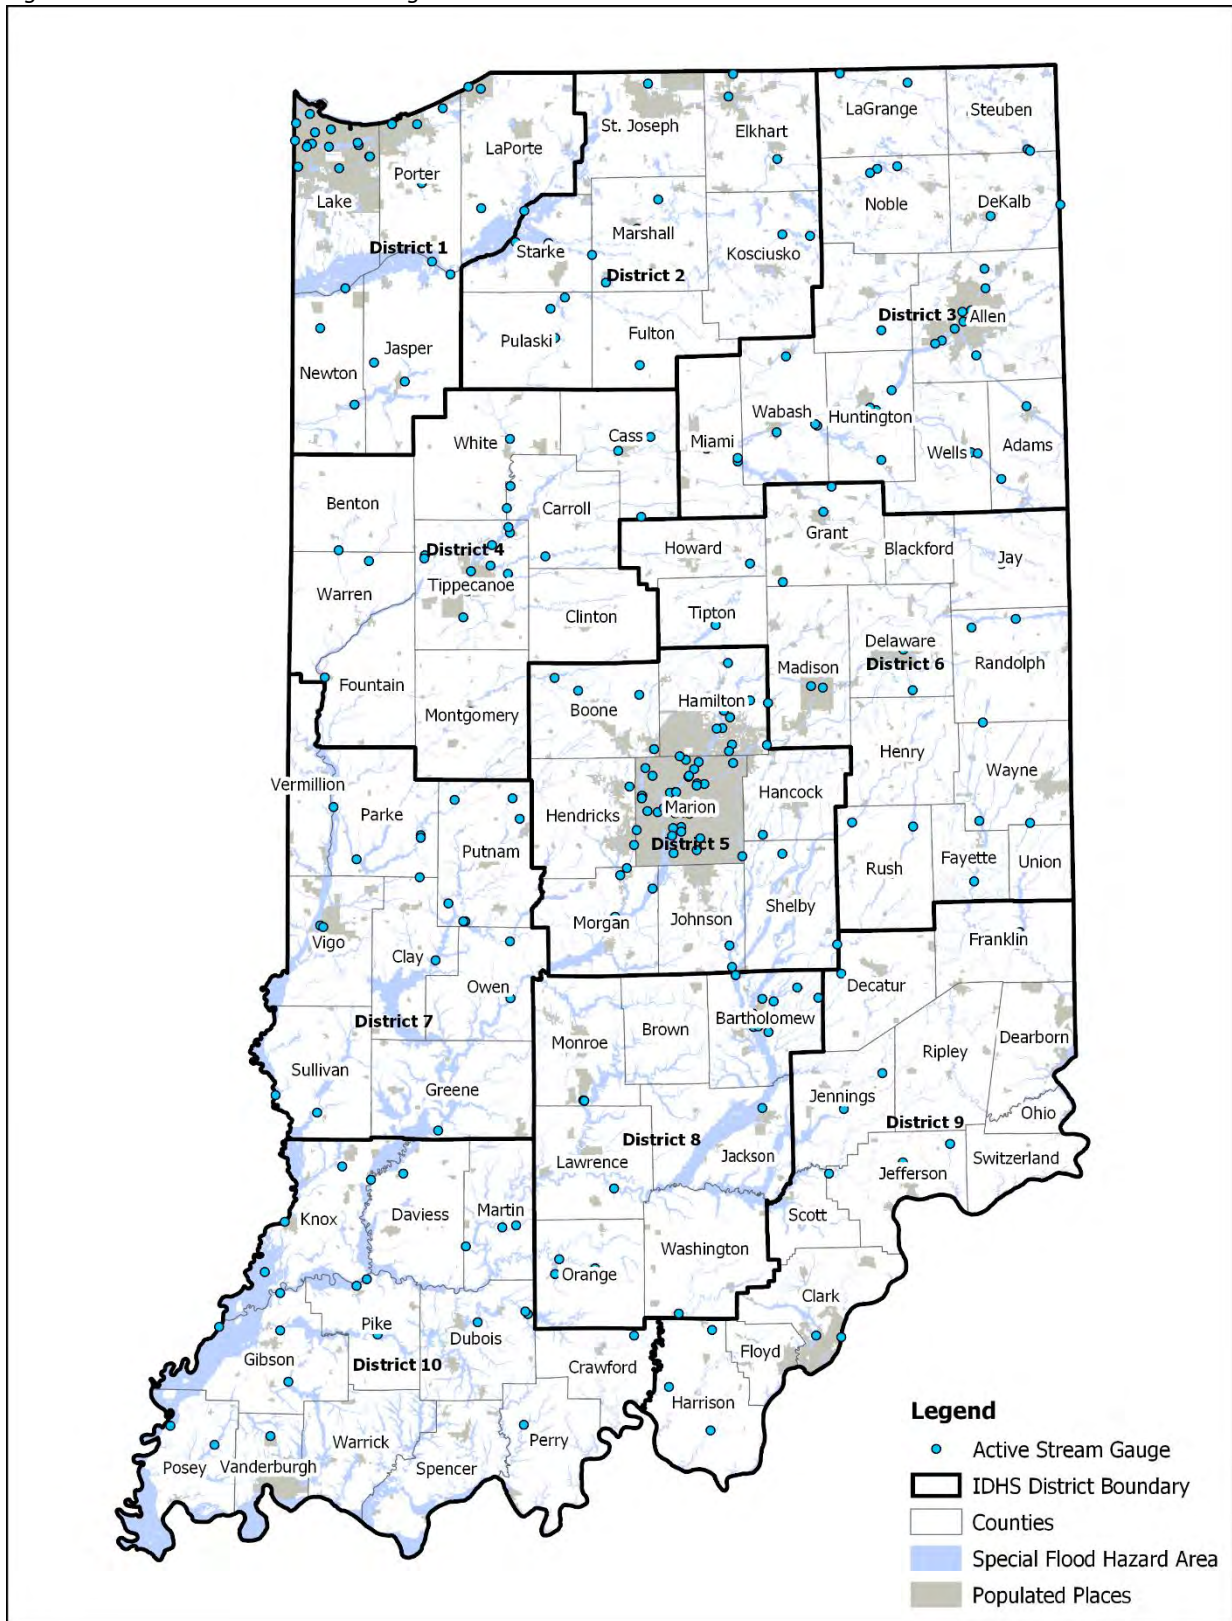 LaGrange
Steuben
St. Joseph
Elkhart
LaPorte
Porter
Lake
Noble
DeKalb
Marshall
District 1
Starke
Kosciusko
District 2
District 3
Allen
Pulaski
Fulton
Jasper
Newton
Wabash
Huntington
White
Cass
Miami
Wells
Adams
Benton
Carroll
Grant
District 4
Howard
Blackford
Jay
Warren
Tippecanoe
Clinton
Tipton
Delaware
District 6
Randolph
Madison
Fountain
Hamilton
Boone
Montgomery
Henry
Wayne
Vermillion
Hancock
Parke
Hendricks
Marion
District 5
Putnam
Rush
Fayette
Union
Shelby
Morgan
Johnson
Vigo
Franklin
Clay
Owen
Decatur
District 7
Bartholomew
Brown
Monroe
Dearborn
Ripley
Sullivan
Greene
Jennings
Ohio
District 9
District 8
Jackson
Switzerland
Lawrence
Jefferson
Martin
Knox
Daviess
Scott
Washington
Orange
Clark
Pike
Dubois
Floyd
Gibson
District 10
Crawford
Harrison
Perry
Warrick
Posey
Vanderburgh
Spencer
Legend
Active Stream Gauge
IDHS District Boundary
Counties
Special Flood Hazard Area
Populated Places